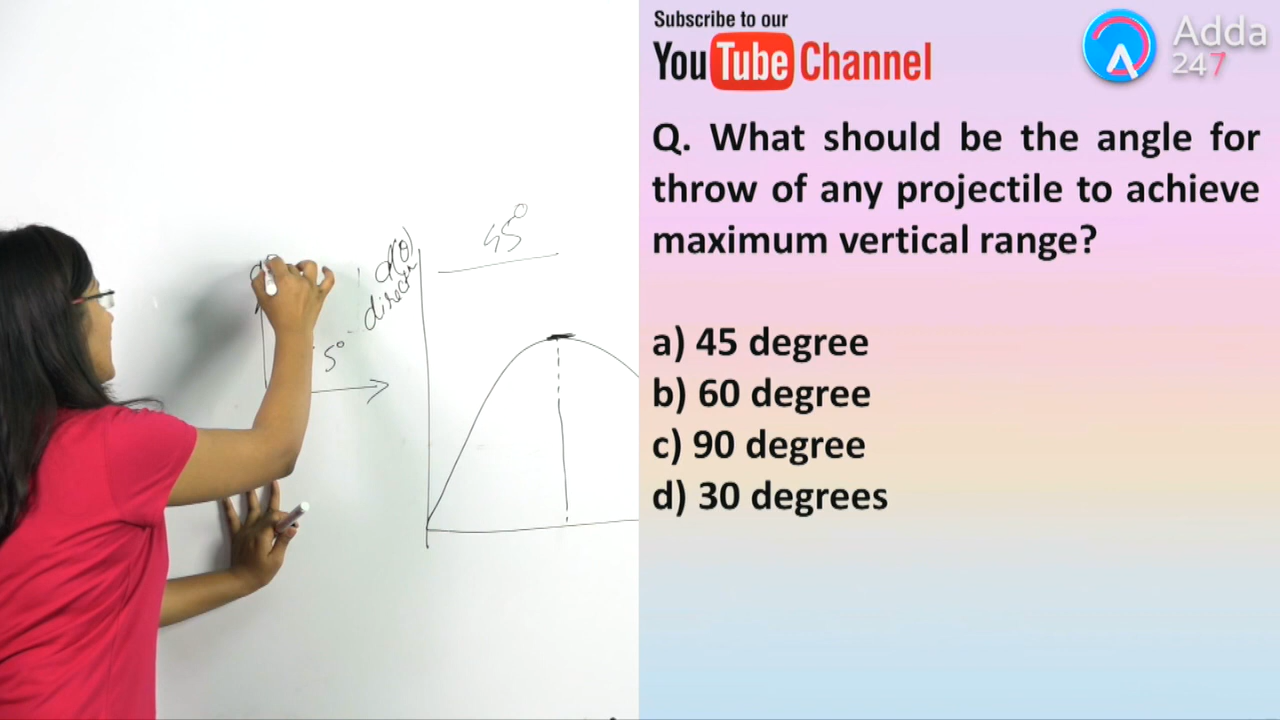 Subscribe to our
YouTube Channel
Adda
247
Q. What should be the angle for
throw of any projectile to achieve
maximum vertical range?
a) 45 degree
b) 60 degree
c) 90 degree
d) 30 degrees
45°
5°